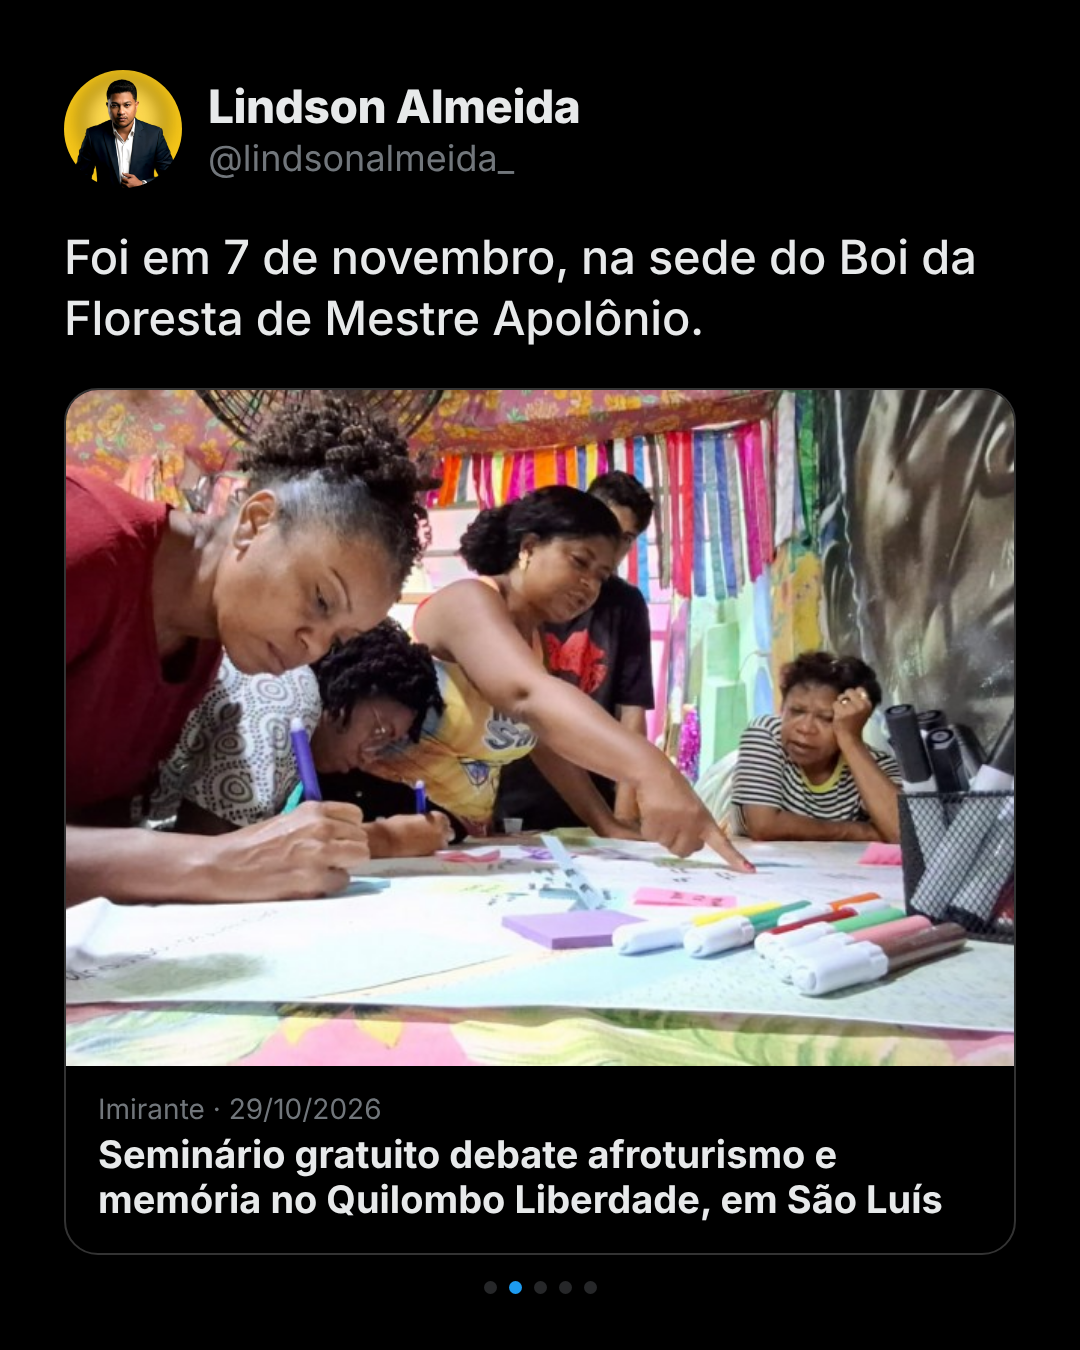 Lindson Almeida
@lindsonalmeida_
Foi em 7 de novembro, na sede do Boi da
Floresta de Mestre Apolônio.
Imirante · 29/10/2026
Seminário gratuito debate afroturismo e
memória no Quilombo Liberdade, em São Luís